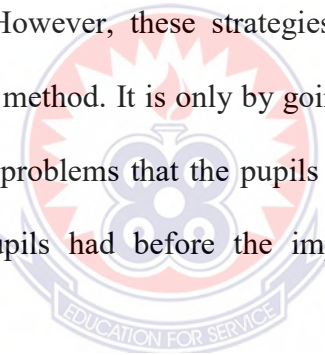 However, these strategies
method. It is only by goi
problems that the pupils
upils had before the im
EDUCATION FOR SERVICE